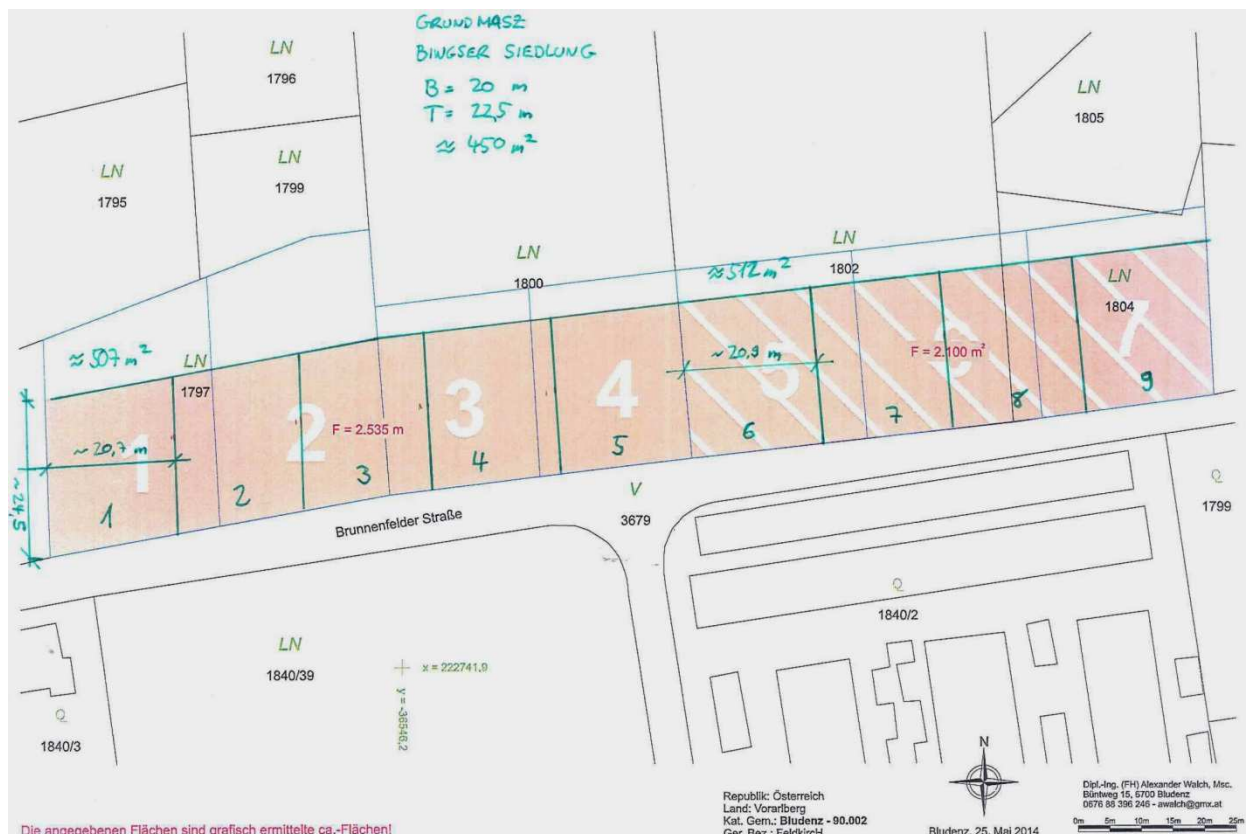 GRUNDMASZ
BINGSER SIEDLUNG
B = 20 m
T = 22,5 m
≈ 450 m²
LN
1796
LN
1799
LN
1795
LN
1805
LN
1800
LN
1802
≈ 512 m²
LN
1804
≈ 507 m²
LN
1797
~ 20,9 m
F = 2.100 m²
F = 2.535 m
~ 20,7 m
~ 24,5
1
2
3
4
5
6
7
1
2
3
4
5
6
7
8
9
Brunnenfelder Straße
V
3679
Q
1799
Q
1840/2
LN
1840/39
x = 222741,9
y = -36546,2
Q
1840/3
N
Republik: Österreich
Land: Vorarlberg
Kat. Gem.: Bludenz - 90.002
Ger. Bez.: Feldkirch
Bludenz, 25. Mai 2014
Dipl.-Ing. (FH) Alexander Walch, Msc.
Büntweg 15, 6700 Bludenz
0676 88 396 246 - awalch@gmx.at
0m 5m 10m 15m 20m 25m
Die angegebenen Flächen sind grafisch ermittelte ca.-Flächen!